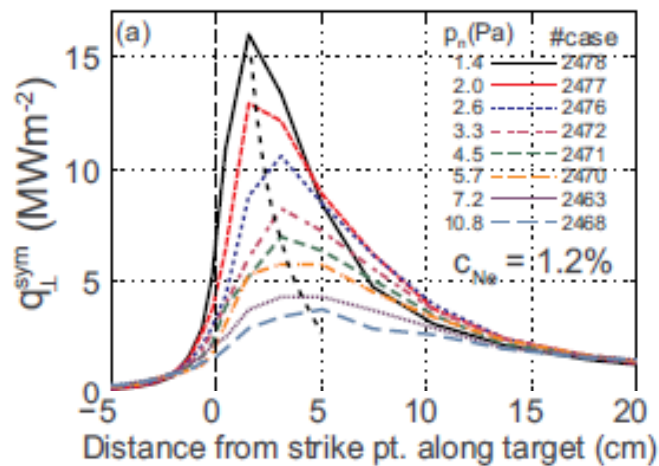 (a)
p_n(Pa) #case
1.4 2478
2.0 2477
2.6 2476
3.3 2472
4.5 2471
5.7 2470
7.2 2463
10.8 2468
c_Ne = 1.2%
q_⊥^sym (MWm^-2)
15
10
5
0
-5 0 5 10 15 20
Distance from strike pt. along target (cm)